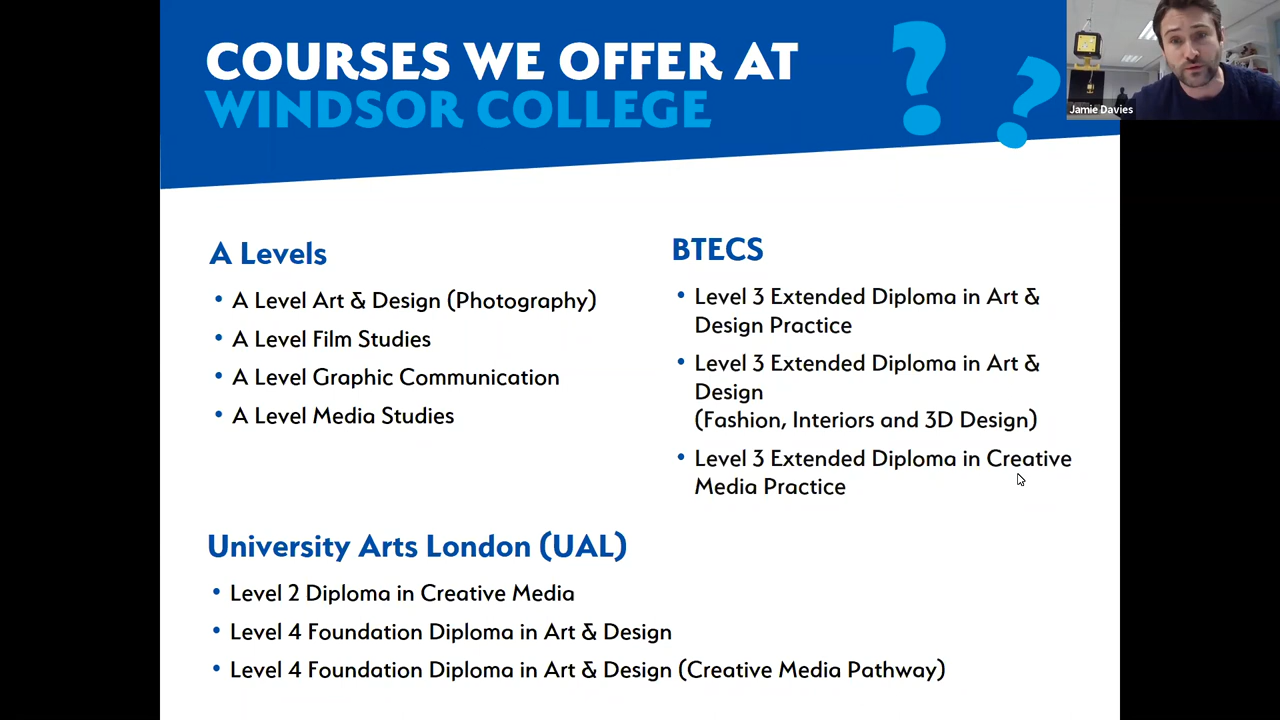 COURSES WE OFFER AT
WINDSOR COLLEGE
? ?
Jamie Davies
A Levels
• A Level Art & Design (Photography)
• A Level Film Studies
• A Level Graphic Communication
• A Level Media Studies
BTECS
• Level 3 Extended Diploma in Art &
Design Practice
• Level 3 Extended Diploma in Art &
Design
(Fashion, Interiors and 3D Design)
• Level 3 Extended Diploma in Creative
Media Practice
University Arts London (UAL)
• Level 2 Diploma in Creative Media
• Level 4 Foundation Diploma in Art & Design
• Level 4 Foundation Diploma in Art & Design (Creative Media Pathway)